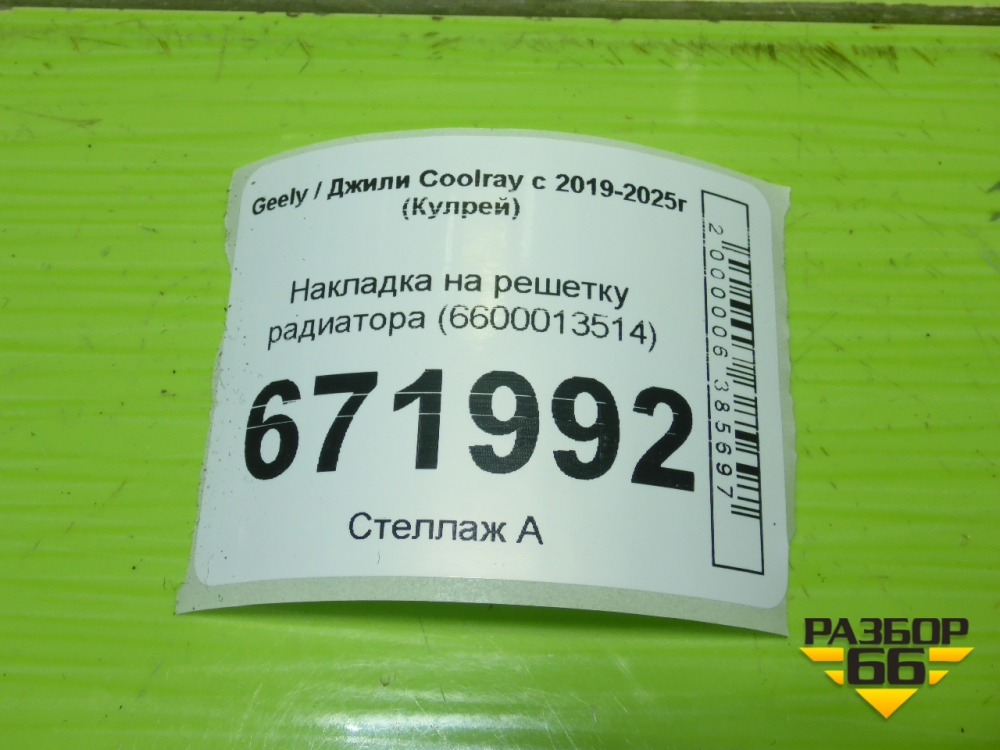 Geely / Джили Coolray с 2019-2025г
(Кулрей)
Накладка на решетку
радиатора (6600013514)
671992
Стеллаж А
2000006385697
РАЗБОР
66